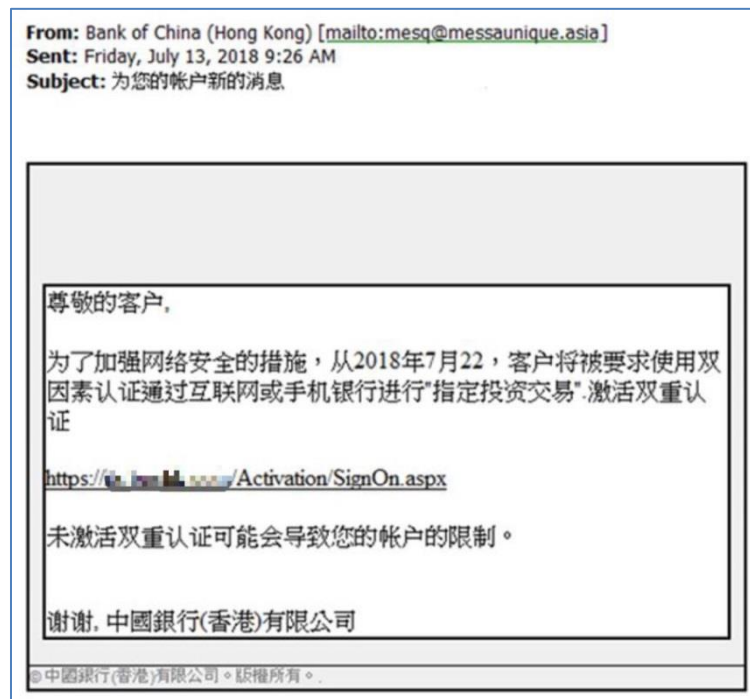 From: Bank of China (Hong Kong) [mailto:mesq@messaunique.asia]
Sent: Friday, July 13, 2018 9:26 AM
Subject: 为您的帐户新的消息
尊敬的客户,
为了加强网络安全的措施，从2018年7月22，客户将被要求使用双
因素认证通过互联网或手机银行进行"指定投资交易".激活双重认
证
https:///Activation/SignOn.aspx
未激活双重认证可能会导致您的帐户的限制。
谢谢, 中國銀行(香港)有限公司
©中國銀行(香港)有限公司。版權所有。.